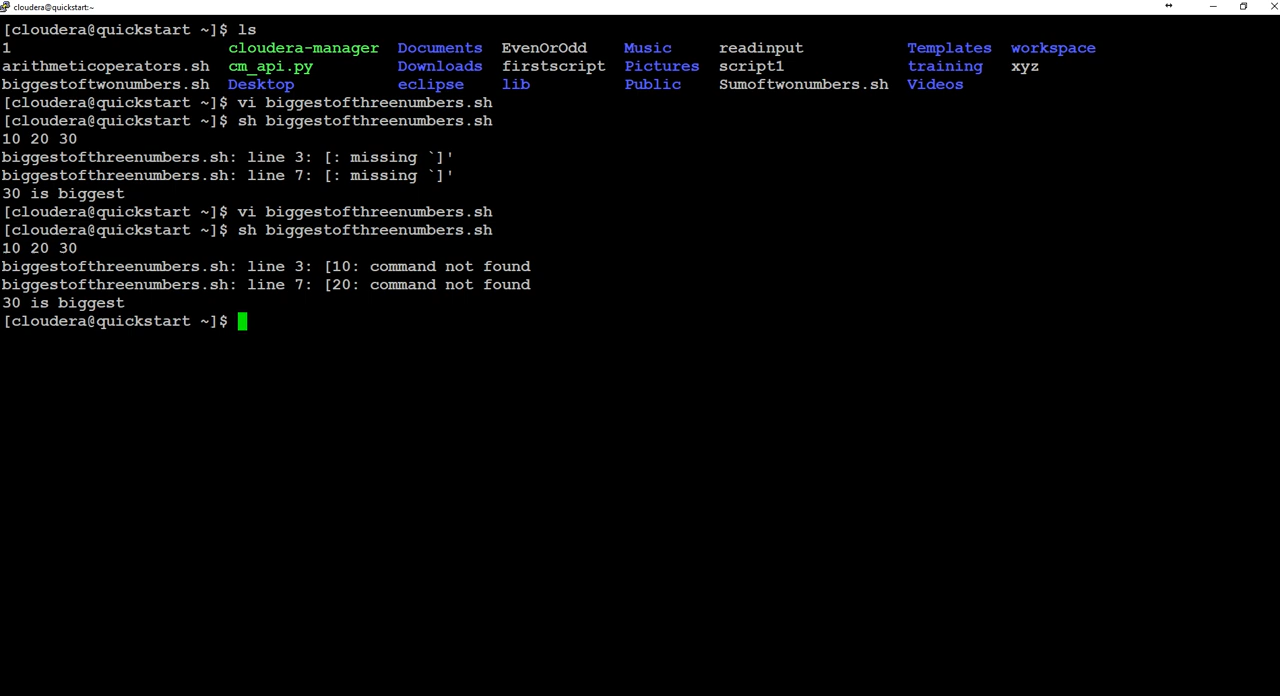 cloudera@quickstart:~
[cloudera@quickstart ~]$ ls
1                      cloudera-manager  Documents  EvenOrOdd    Music     readinput          Templates  workspace
arithmeticoperators.sh  cm_api.py         Downloads  firstscript  Pictures  script1            training   xyz
biggestoftwonumbers.sh  Desktop           eclipse    lib          Public    Sumoftwonumbers.sh  Videos
[cloudera@quickstart ~]$ vi biggestofthreenumbers.sh
[cloudera@quickstart ~]$ sh biggestofthreenumbers.sh
10 20 30
biggestofthreenumbers.sh: line 3: [: missing `]'
biggestofthreenumbers.sh: line 7: [: missing `]'
30 is biggest
[cloudera@quickstart ~]$ vi biggestofthreenumbers.sh
[cloudera@quickstart ~]$ sh biggestofthreenumbers.sh
10 20 30
biggestofthreenumbers.sh: line 3: [10: command not found
biggestofthreenumbers.sh: line 7: [20: command not found
30 is biggest
[cloudera@quickstart ~]$